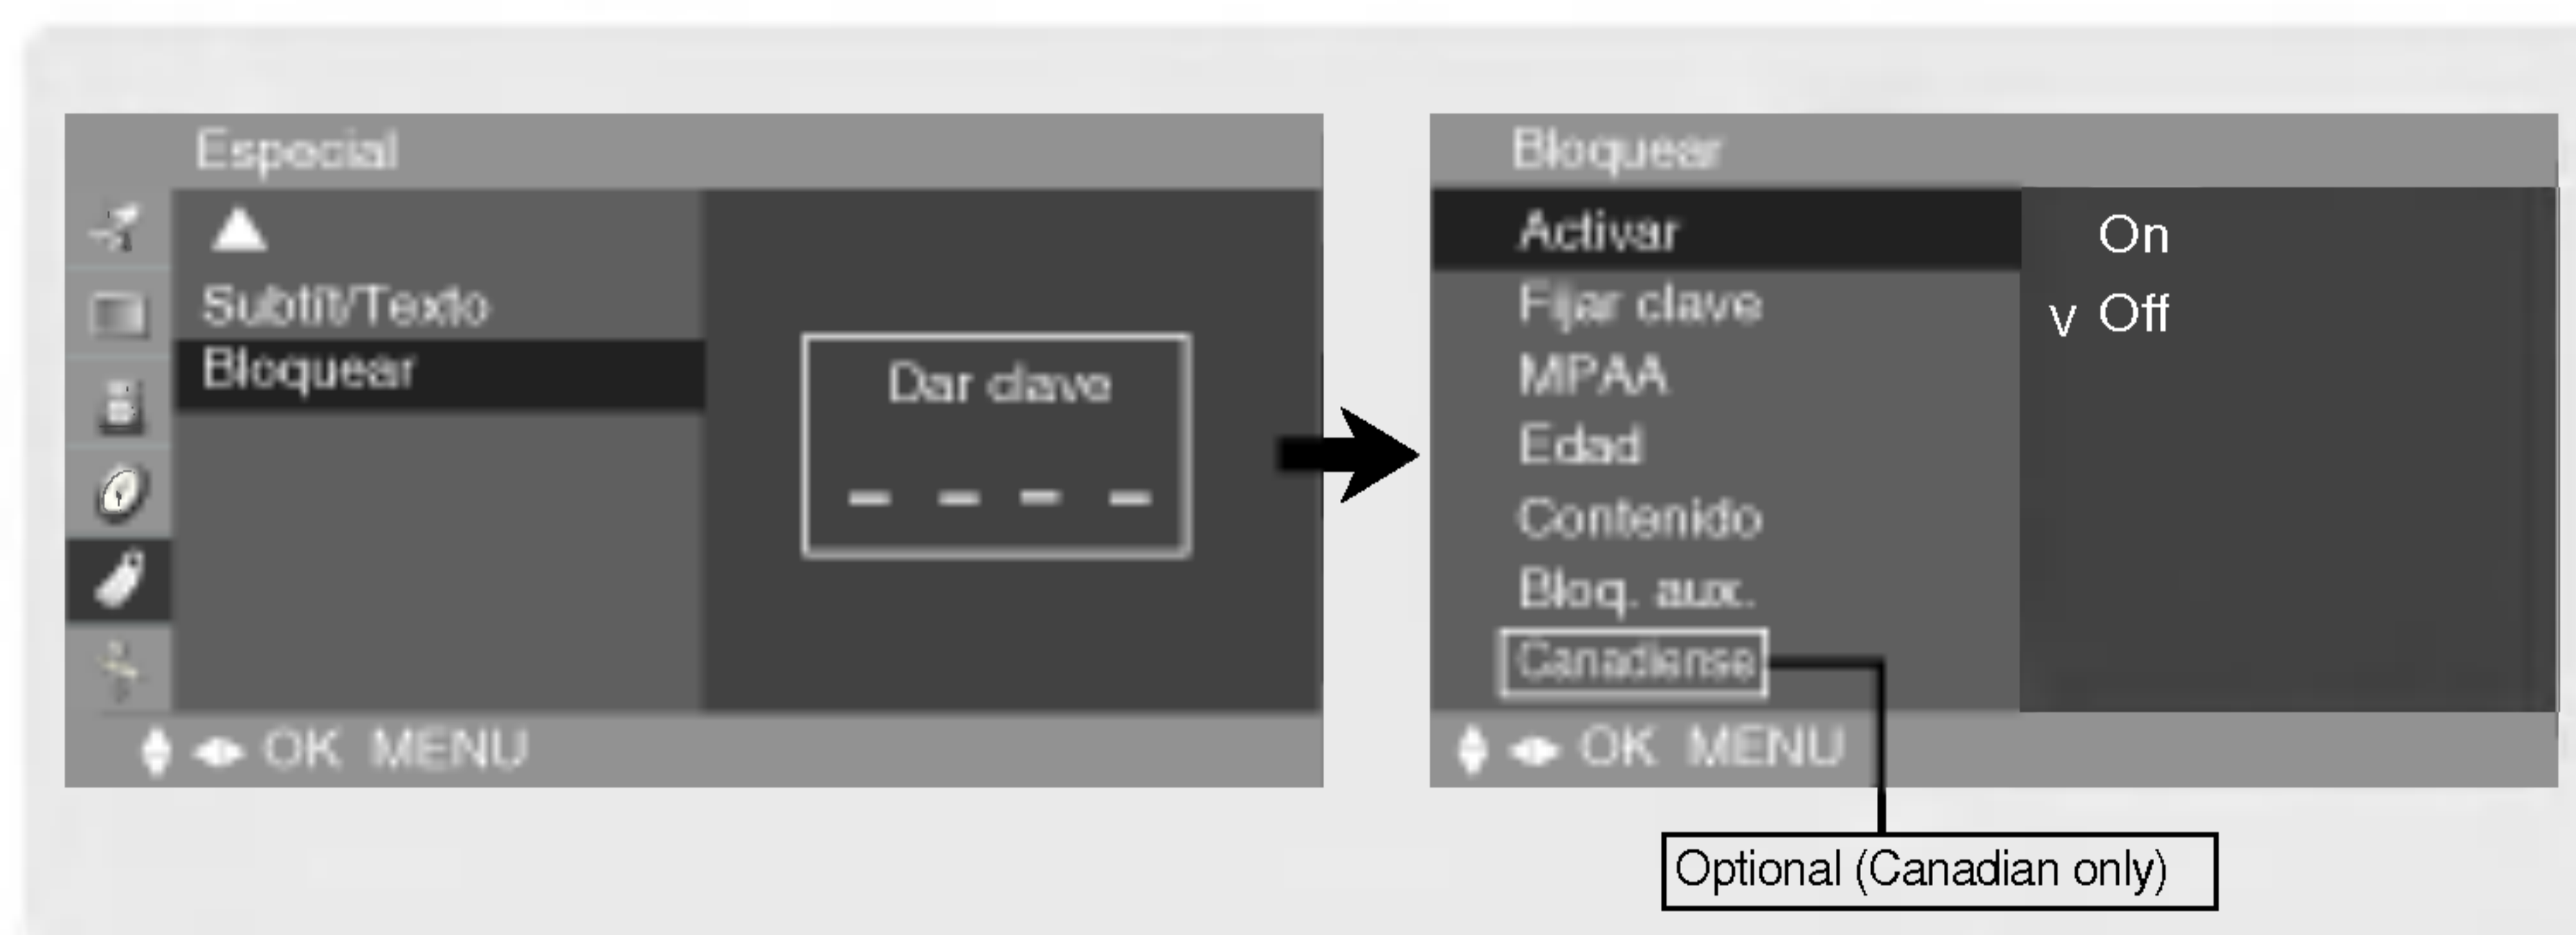 Especial
Subtít/Texto
Bloquear
Dar clave
_ _ _ _
OK MENU
Bloquear
Activar
Fijar clave
MPAA
Edad
Contenido
Bloq. aux.
Canadiense
On
v Off
OK MENU
Optional (Canadian only)